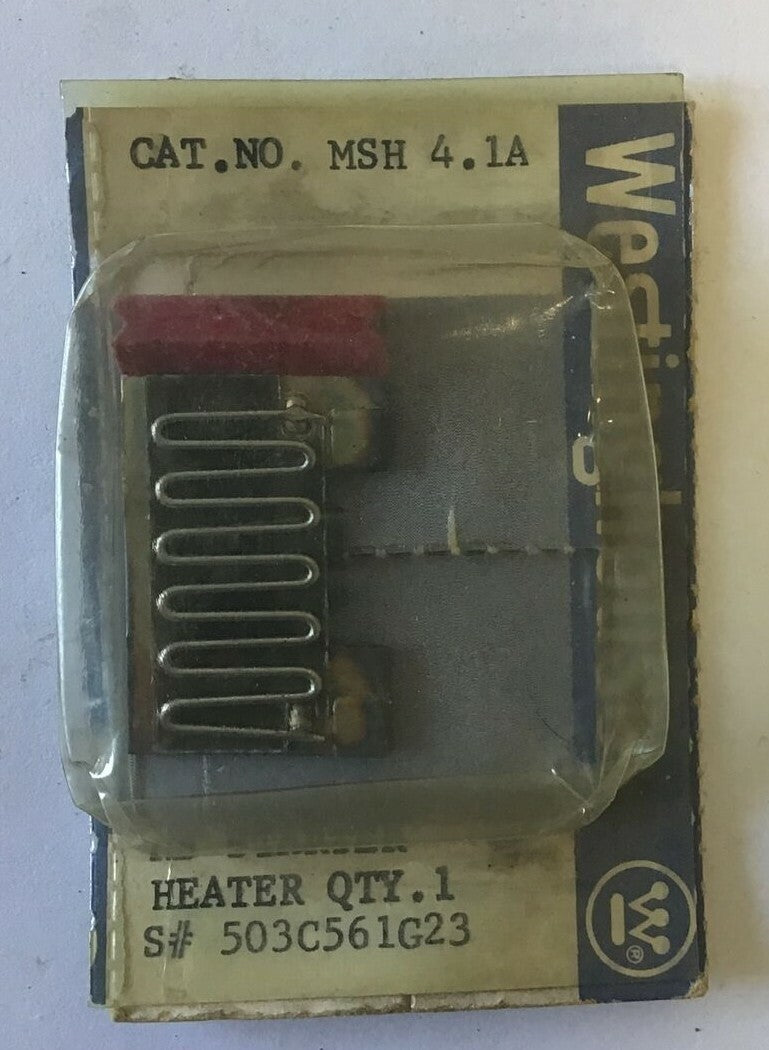 CAT.NO. MSH 4.1A
HEATER QTY.1
S# 503C561G23
W
®